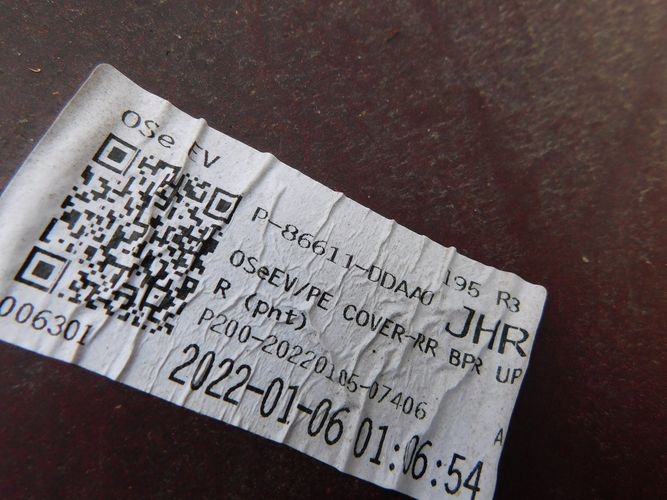 OSe EV
P-86611-DDAA0 195 R3
OSeEV/PE COVER-RR BPR UP
R (pnt) JHR
P200-20220105-07406
006301
2022-01-06 01:06:54
A